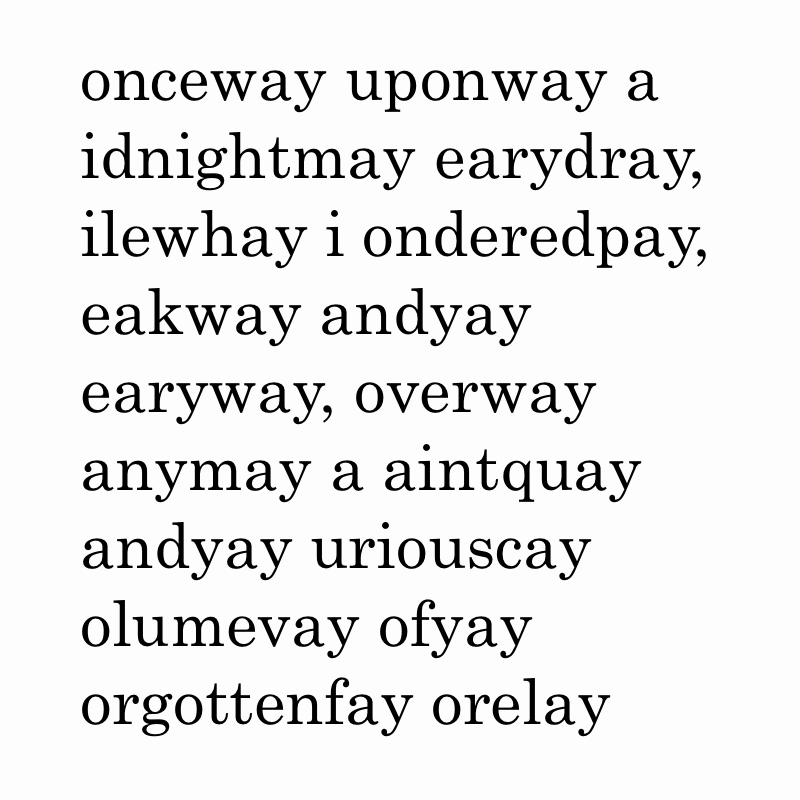 onceway uponway a
idnightmay earydray,
ilewhay i onderedpay,
eakway andyay
earyway, overway
anymay a aintquay
andyay uriouscay
olumevay ofyay
orgottenfay orelay